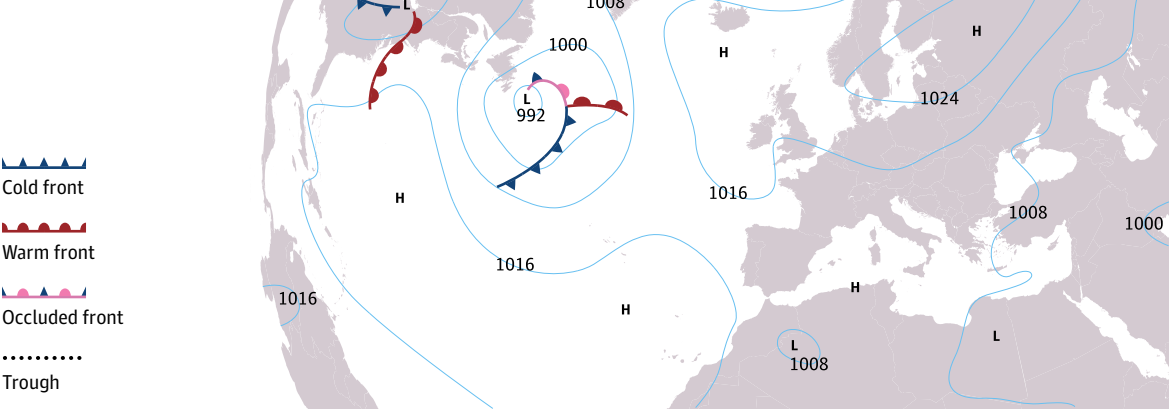 L
1008
H
H
1000
1024
L
992
Cold front
1016
H
1008
1000
Warm front
1016
H
1016
H
Occluded front
L
L
1008
Trough